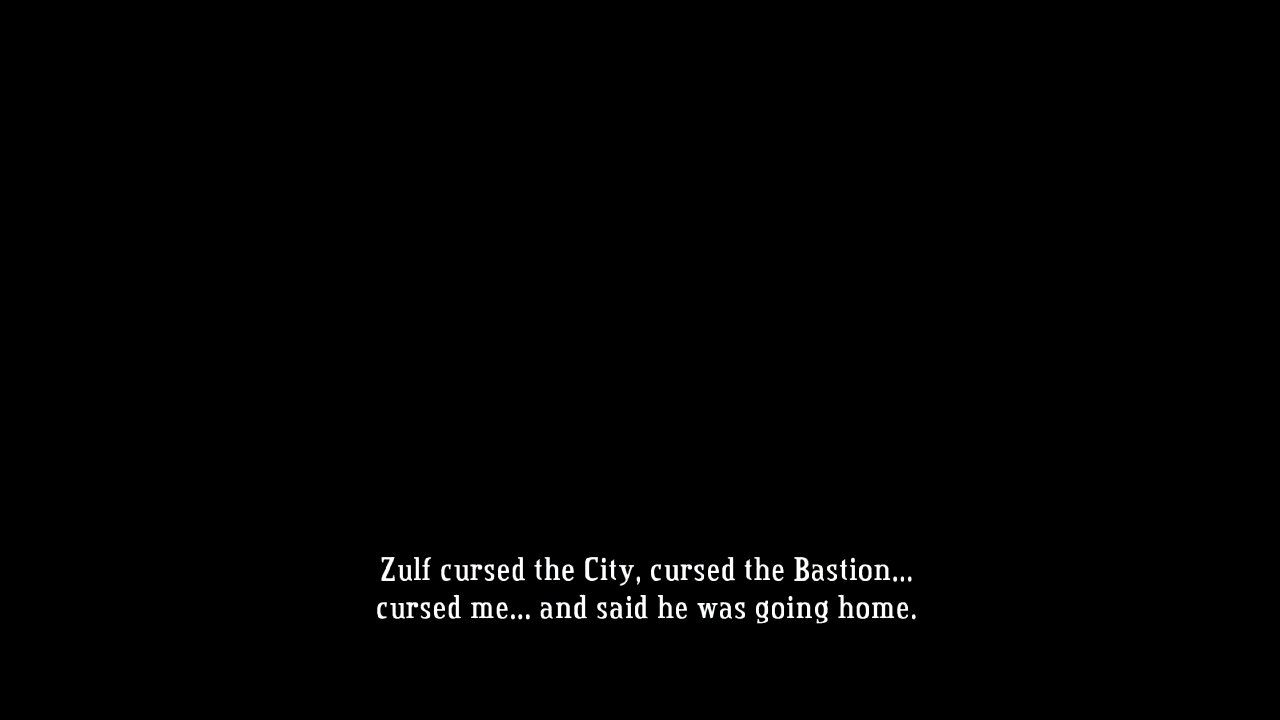 Zulf cursed the City, cursed the Bastion...
cursed me... and said he was going home.